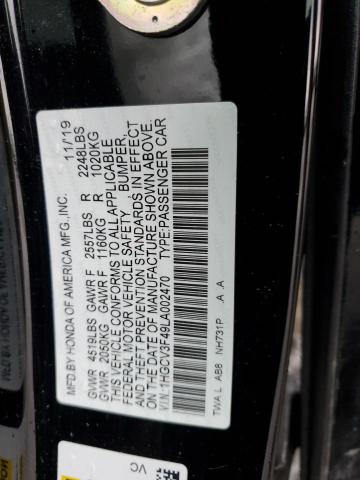 MFD. BY HONDA OF AMERICA MFG., INC. 11/19
GVWR 4519LBS GAWR F 2557LBS R 2248LBS
GVWR 2050KG GAWR F 1160KG R 1020KG
THIS VEHICLE CONFORMS TO ALL APPLICABLE
FEDERAL MOTOR VEHICLE SAFETY, BUMPER,
AND THEFT PREVENTION STANDARDS IN EFFECT
ON THE DATE OF MANUFACTURE SHOWN ABOVE.
V.I.N.:1HGCV3F49LA002470 TYPE:PASSENGER CAR
TWA L AB8 NH731P .A A
VC